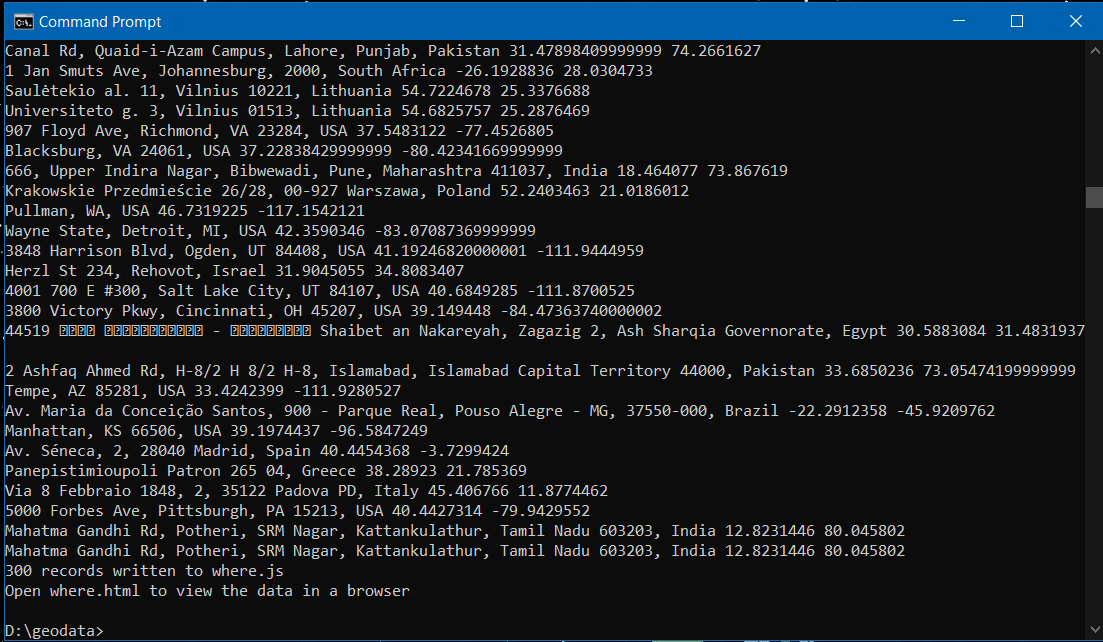 Command Prompt
Canal Rd, Quaid-i-Azam Campus, Lahore, Punjab, Pakistan 31.47898409999999 74.2661627
1 Jan Smuts Ave, Johannesburg, 2000, South Africa -26.1928836 28.0304733
Saulėtekio al. 11, Vilnius 10221, Lithuania 54.7224678 25.3376688
Universiteto g. 3, Vilnius 01513, Lithuania 54.6825757 25.2876469
907 Floyd Ave, Richmond, VA 23284, USA 37.5483122 -77.4526805
Blacksburg, VA 24061, USA 37.22838429999999 -80.42341669999999
666, Upper Indira Nagar, Bibwewadi, Pune, Maharashtra 411037, India 18.464077 73.867619
Krakowskie Przedmieście 26/28, 00-927 Warszawa, Poland 52.2403463 21.0186012
Pullman, WA, USA 46.7319225 -117.1542121
Wayne State, Detroit, MI, USA 42.3590346 -83.07087369999999
3848 Harrison Blvd, Ogden, UT 84408, USA 41.19246820000001 -111.9444959
Herzl St 234, Rehovot, Israel 31.9045055 34.8083407
4001 700 E #300, Salt Lake City, UT 84107, USA 40.6849285 -111.8700525
3800 Victory Pkwy, Cincinnati, OH 45207, USA 39.149448 -84.47363740000002
44519 - Shaibet an Nakareyah, Zagazig 2, Ash Sharqia Governorate, Egypt 30.5883084 31.4831937
2 Ashfaq Ahmed Rd, H-8/2 H 8/2 H-8, Islamabad, Islamabad Capital Territory 44000, Pakistan 33.6850236 73.05474199999999
Tempe, AZ 85281, USA 33.4242399 -111.9280527
Av. Maria da Conceição Santos, 900 - Parque Real, Pouso Alegre - MG, 37550-000, Brazil -22.2912358 -45.9209762
Manhattan, KS 66506, USA 39.1974437 -96.5847249
Av. Séneca, 2, 28040 Madrid, Spain 40.4454368 -3.7299424
Panepistimioupoli Patron 265 04, Greece 38.28923 21.785369
Via 8 Febbraio 1848, 2, 35122 Padova PD, Italy 45.406766 11.8774462
5000 Forbes Ave, Pittsburgh, PA 15213, USA 40.4427314 -79.9429552
Mahatma Gandhi Rd, Potheri, SRM Nagar, Kattankulathur, Tamil Nadu 603203, India 12.8231446 80.045802
Mahatma Gandhi Rd, Potheri, SRM Nagar, Kattankulathur, Tamil Nadu 603203, India 12.8231446 80.045802
300 records written to where.js
Open where.html to view the data in a browser
D:\geodata>